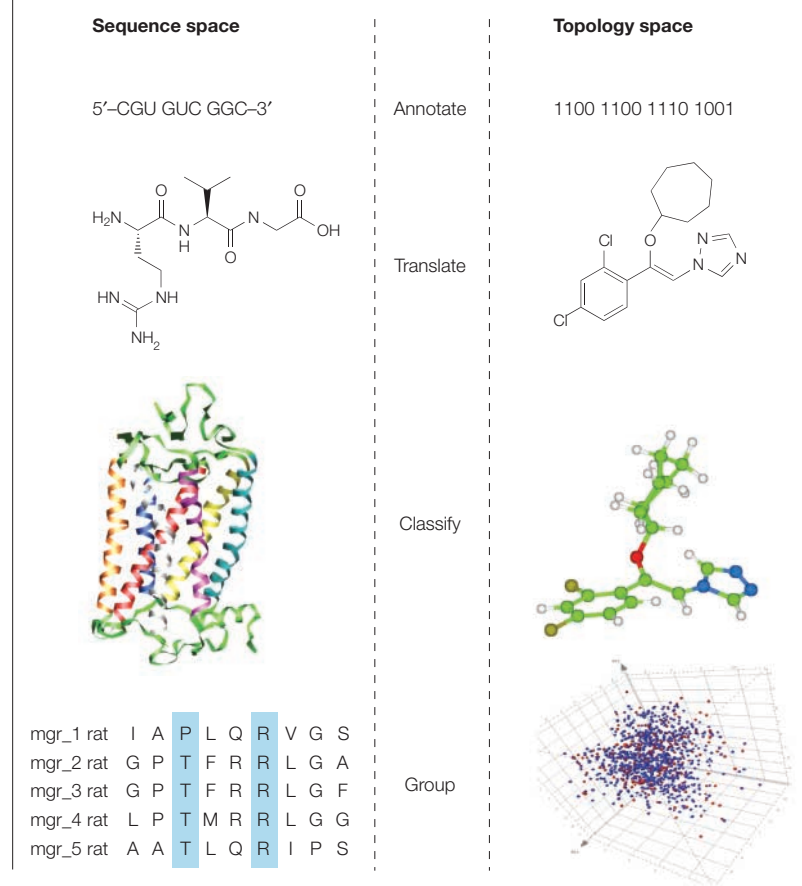 Sequence space
Topology space
5′–CGU GUC GGC–3′
Annotate
1100 1100 1110 1001
O
O
H₂N
N
H
N
OH
O
HN
NH
NH₂
Translate
Cl
O
N
N
N
Cl
Classify
mgr_1 rat I A P L Q R V G S
mgr_2 rat G P T F R R L G A
mgr_3 rat G P T F R R L G F
mgr_4 rat L P T M R R L G G
mgr_5 rat A A T L Q R I P S
Group